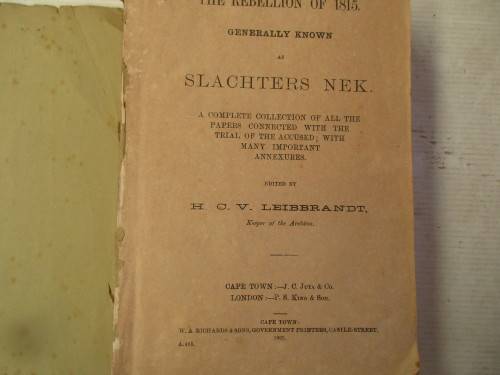 THE REBELLION OF 1815.
GENERALLY KNOWN
AS
SLACHTERS NEK.
A COMPLETE COLLECTION OF ALL THE
PAPERS CONNECTED WITH THE
TRIAL OF THE ACCUSED; WITH
MANY IMPORTANT
ANNEXURES.
EDITED BY
H. C. V. LEIBBRANDT,
Keeper of the Archives.
CAPE TOWN:—J. C. JUTA & CO.
LONDON:—P. S. KING & SON.
CAPE TOWN:
W. A. RICHARDS & SONS, GOVERNMENT PRINTERS, CASTLE-STREET.